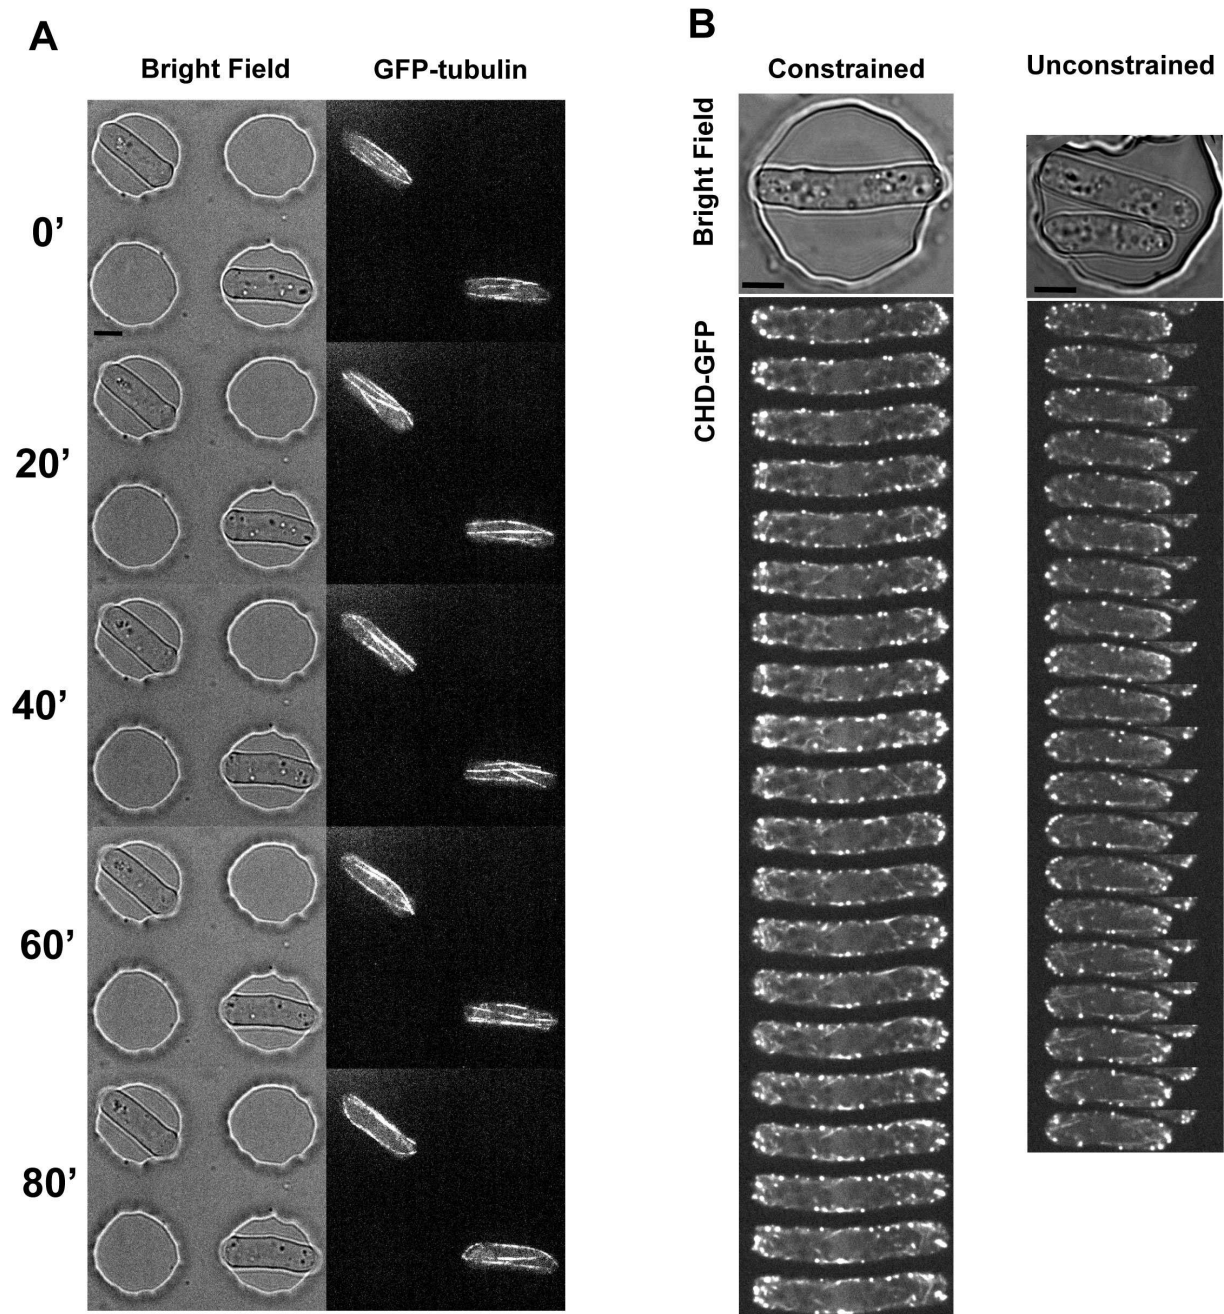 A
Bright Field GFP-tubulin
0’
20’
40’
60’
80’
B
Constrained Unconstrained
Bright Field
CHD-GFP